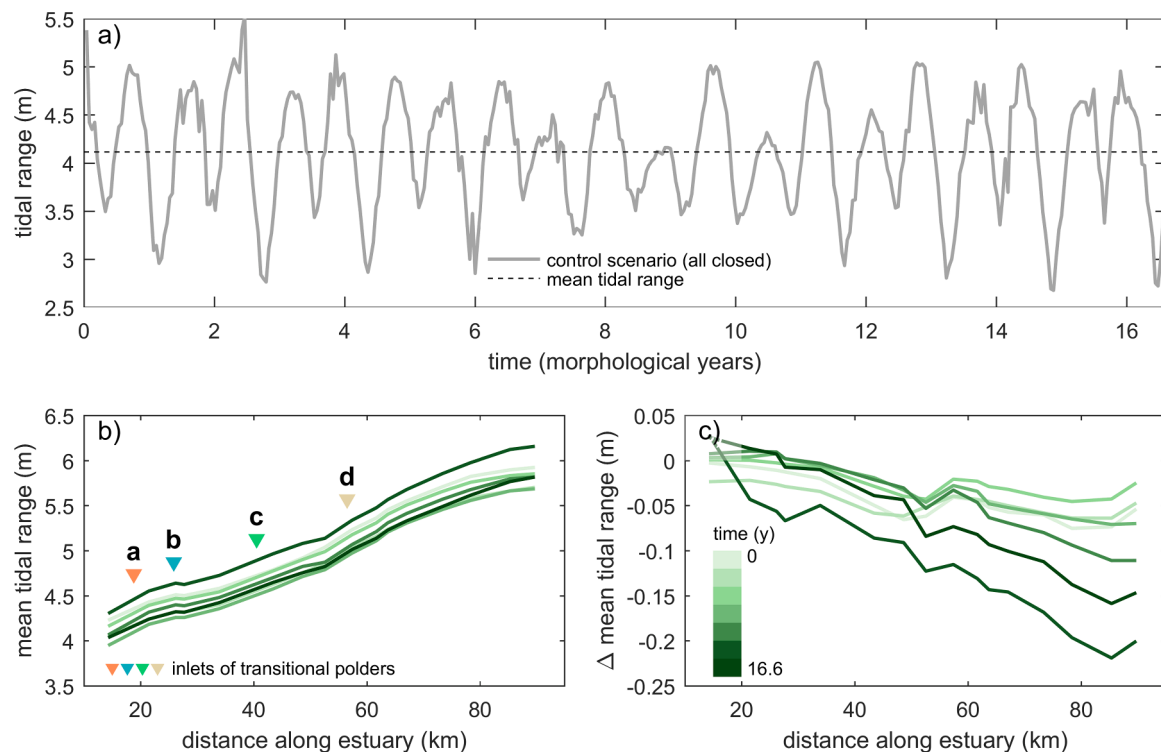 a)
tidal range (m)
5.5
5
4.5
4
3.5
3
2.5
control scenario (all closed)
mean tidal range
0 2 4 6 8 10 12 14 16
time (morphological years)
b)
mean tidal range (m)
6.5
6
5.5
5
4.5
4
3.5
a b c d
inlets of transitional polders
20 40 60 80
distance along estuary (km)
c)
Δ mean tidal range (m)
0.05
0
-0.05
-0.1
-0.15
-0.2
-0.25
time (y)
0
16.6
20 40 60 80
distance along estuary (km)